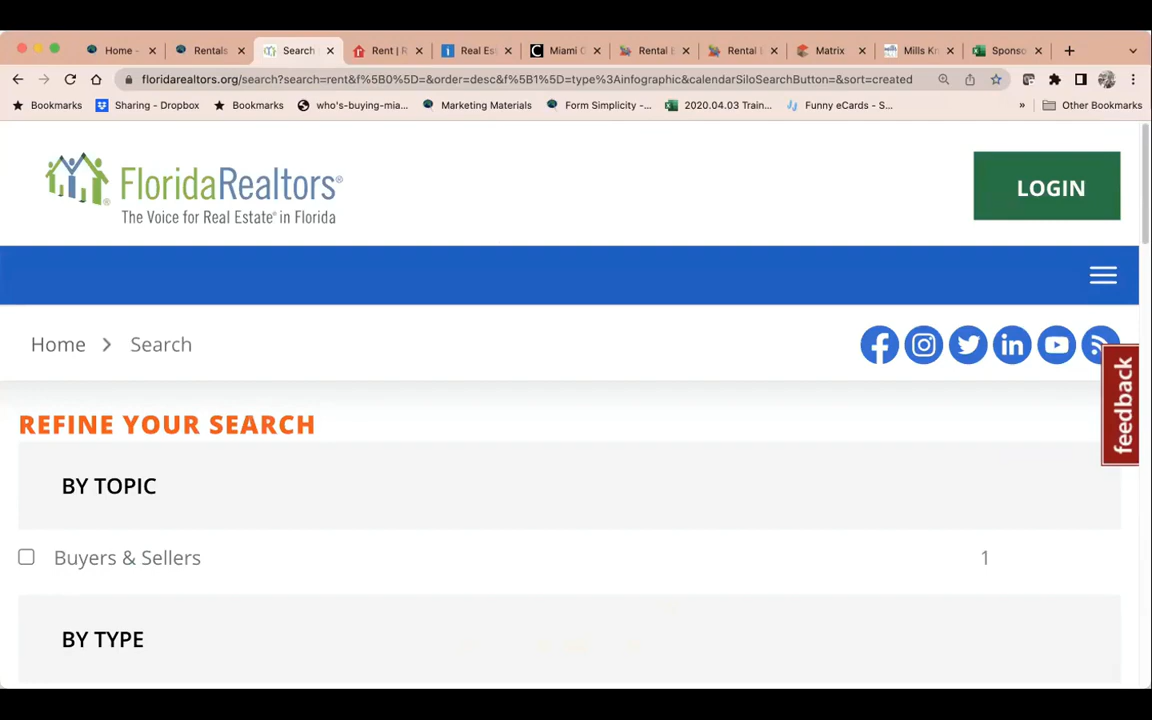 Home -
Rentals
Search
Rent | R
Real Es
Miami
Rental
Rental
Matrix
Mills Kn
Sponso
floridarealtors.org/search?search=rent&f%5B0%5D=&order=desc&f%5B1%5D=type%3Ainfographic&calendarSiloSearchButton=&sort=created
Bookmarks
Sharing - Dropbox
Bookmarks
who's-buying-mia...
Marketing Materials
Form Simplicity -...
2020.04.03 Train...
Funny eCards - S...
»
Other Bookmarks
FloridaRealtors®
The Voice for Real Estate® in Florida
LOGIN
Home > Search
feedback
REFINE YOUR SEARCH
BY TOPIC
Buyers & Sellers 1
BY TYPE